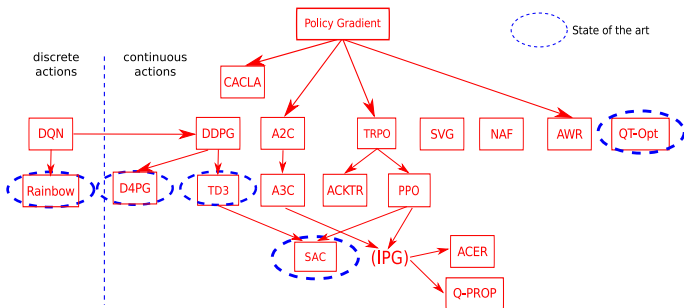 Policy Gradient
State of the art
discrete
actions
continuous
actions
CACLA
DQN
DDPG
A2C
TRPO
SVG
NAF
AWR
QT-Opt
Rainbow
D4PG
TD3
A3C
ACKTR
PPO
SAC
(IPG)
ACER
Q-PROP